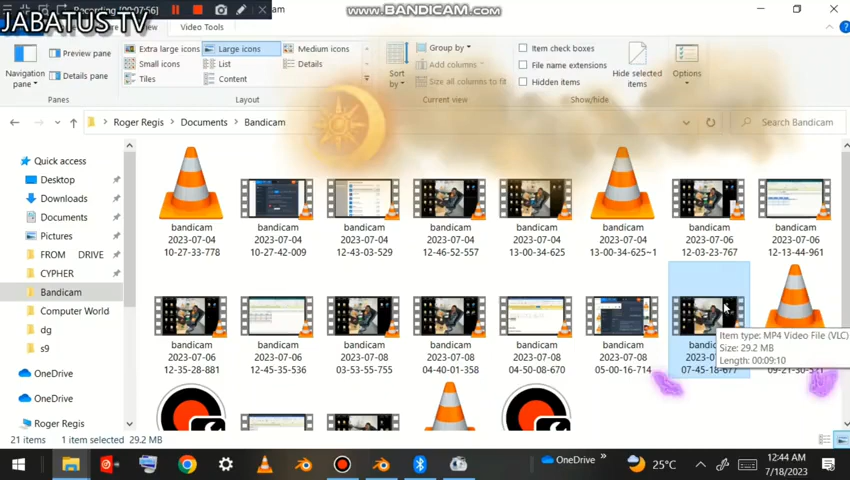 Recording [00:07:56]
www.BANDICAM.com
JABATUS TV
View
Video Tools
Navigation pane
Preview pane
Details pane
Panes
Extra large icons
Large icons
Medium icons
Small icons
List
Details
Tiles
Content
Layout
Sort by
Group by
Add columns
Size all columns to fit
Current view
Item check boxes
File name extensions
Hidden items
Show/hide
Hide selected items
Options
Roger Regis
Documents
Bandicam
Search Bandicam
Quick access
Desktop
Downloads
Documents
Pictures
FROM DRIVE
CYPHER
Bandicam
Computer World
dg
s9
OneDrive
OneDrive
Roger Regis
bandicam 2023-07-04 10-27-33-778
bandicam 2023-07-04 10-27-42-009
bandicam 2023-07-04 12-43-03-529
bandicam 2023-07-04 12-46-52-557
bandicam 2023-07-04 13-00-34-625
bandicam 2023-07-04 13-00-34-625~1
bandicam 2023-07-06 12-03-23-767
bandicam 2023-07-06 12-13-44-961
bandicam 2023-07-06 12-35-28-881
bandicam 2023-07-06 12-45-35-536
bandicam 2023-07-08 03-53-55-755
bandicam 2023-07-08 04-40-01-358
bandicam 2023-07-08 04-50-08-670
bandicam 2023-07-08 05-00-16-714
07-45-18-677
Item type: MP4 Video File (VLC)
Size: 29.2 MB
Length: 00:09:10
21 items
1 item selected 29.2 MB
OneDrive
25°C
12:44 AM
7/18/2023